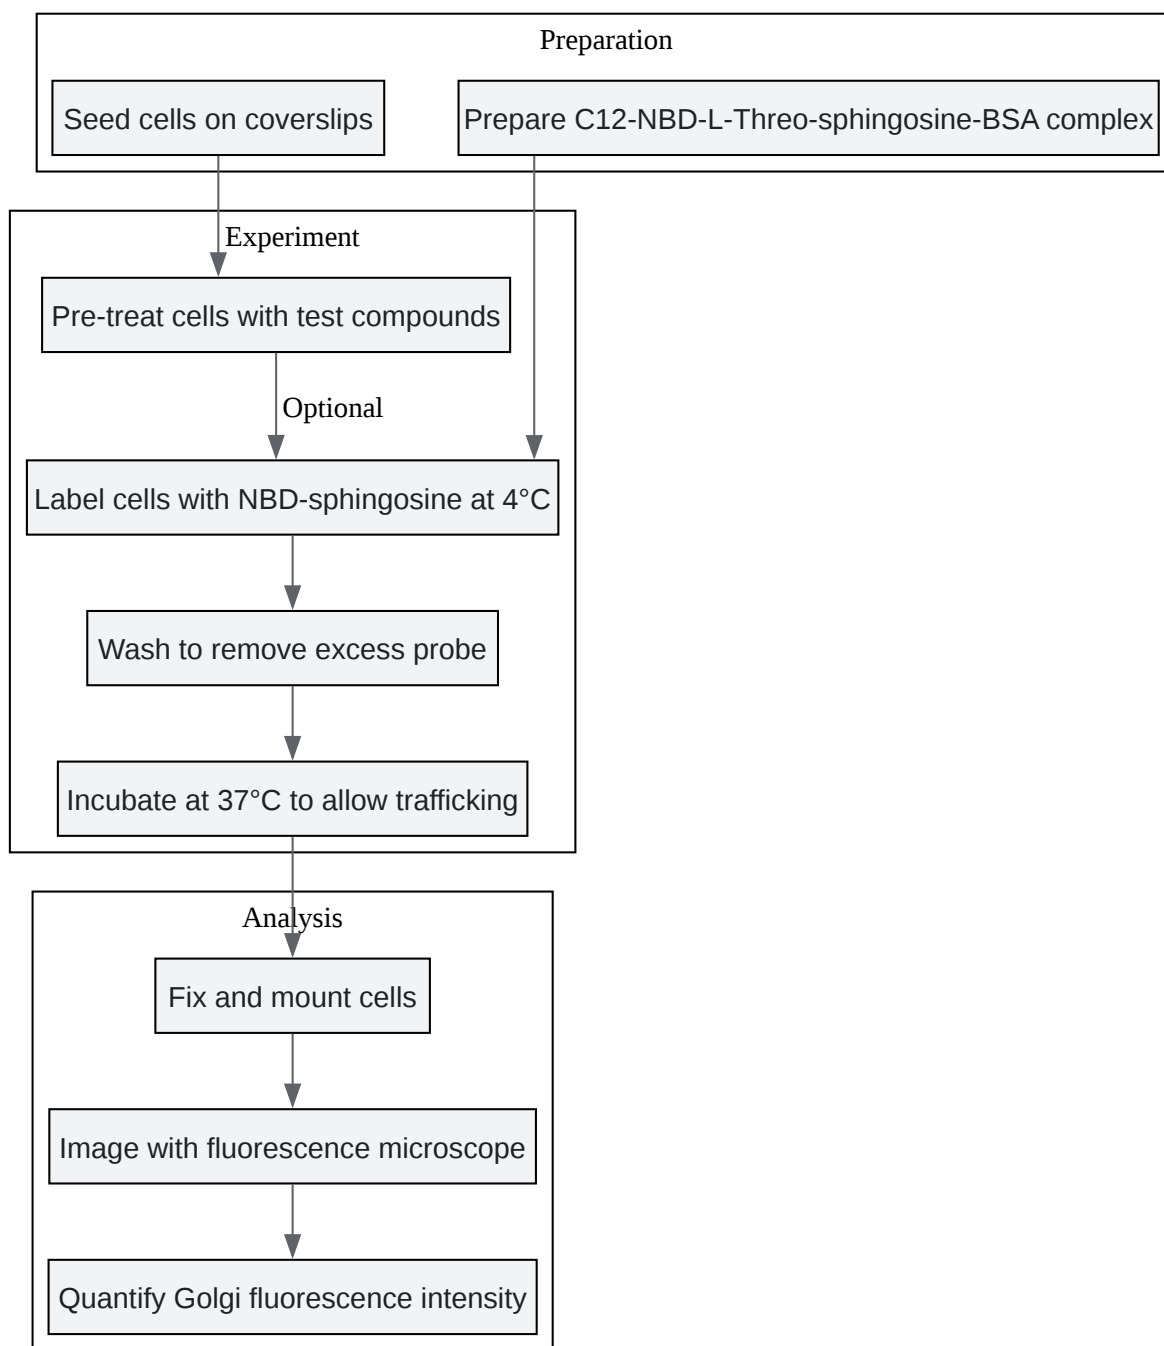 Preparation
Seed cells on coverslips
Prepare C12-NBD-L-Threo-sphingosine-BSA complex
Experiment
Pre-treat cells with test compounds
Optional
Label cells with NBD-sphingosine at 4°C
Wash to remove excess probe
Incubate at 37°C to allow trafficking
Analysis
Fix and mount cells
Image with fluorescence microscope
Quantify Golgi fluorescence intensity